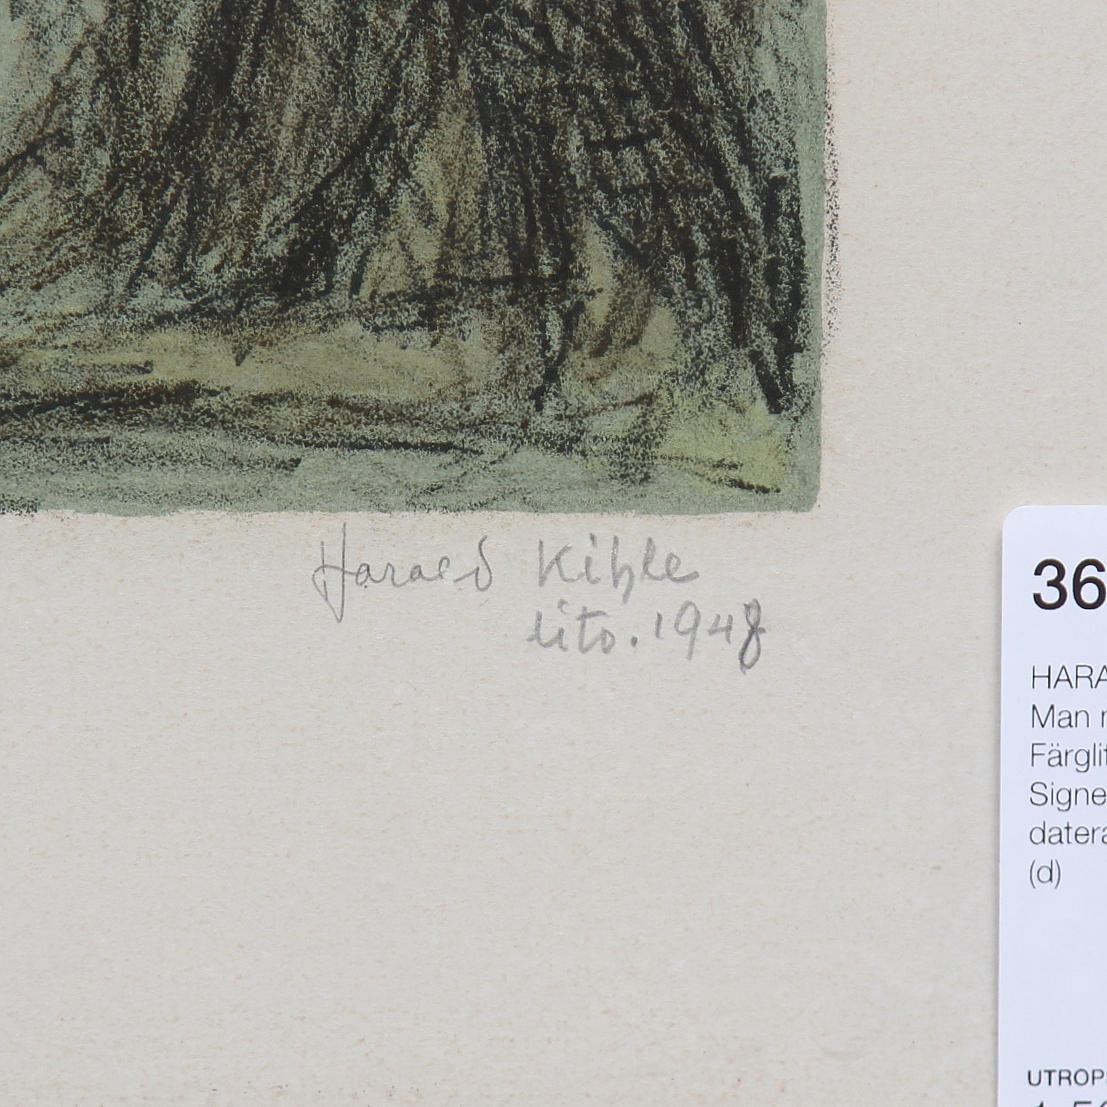 Harald Kihle
lito. 1948
36
HARA
Man
Färglit
Signe
datera
(d)
UTROP